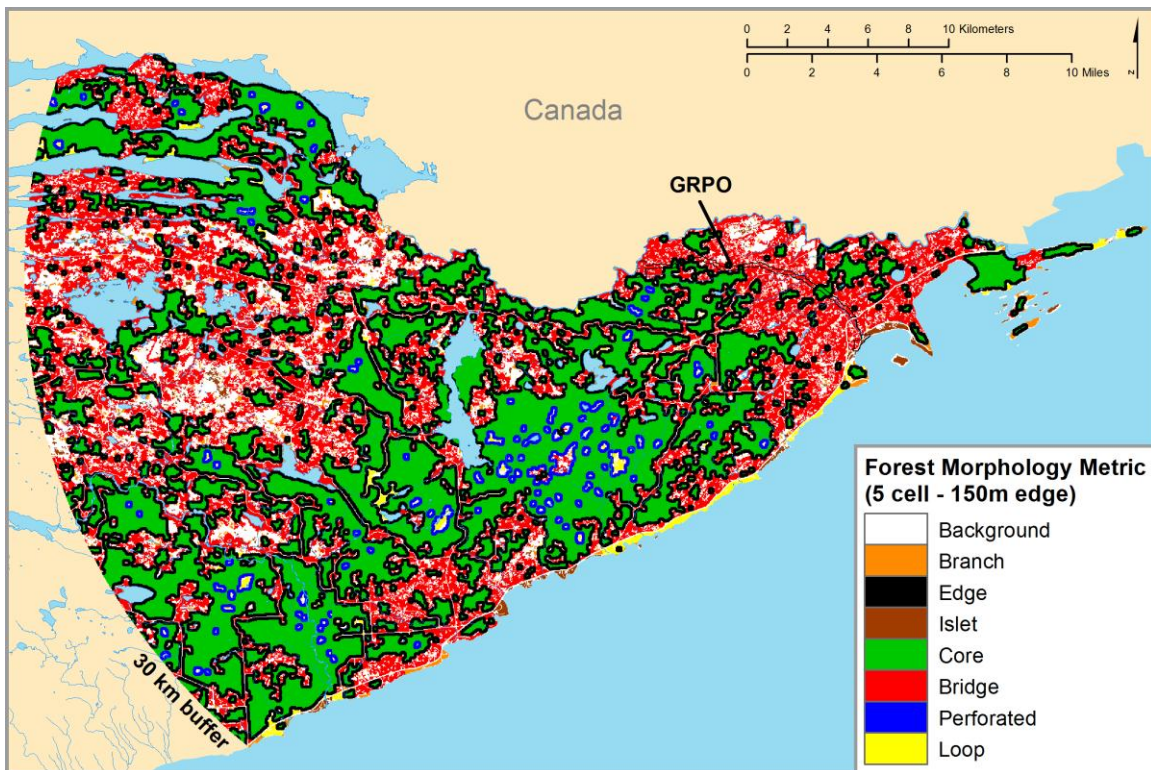 0 2 4 6 8 10 Kilometers
0 2 4 6 8 10 Miles
N
Canada
GRPO
30 km buffer
Forest Morphology Metric
(5 cell - 150m edge)
Background
Branch
Edge
Islet
Core
Bridge
Perforated
Loop